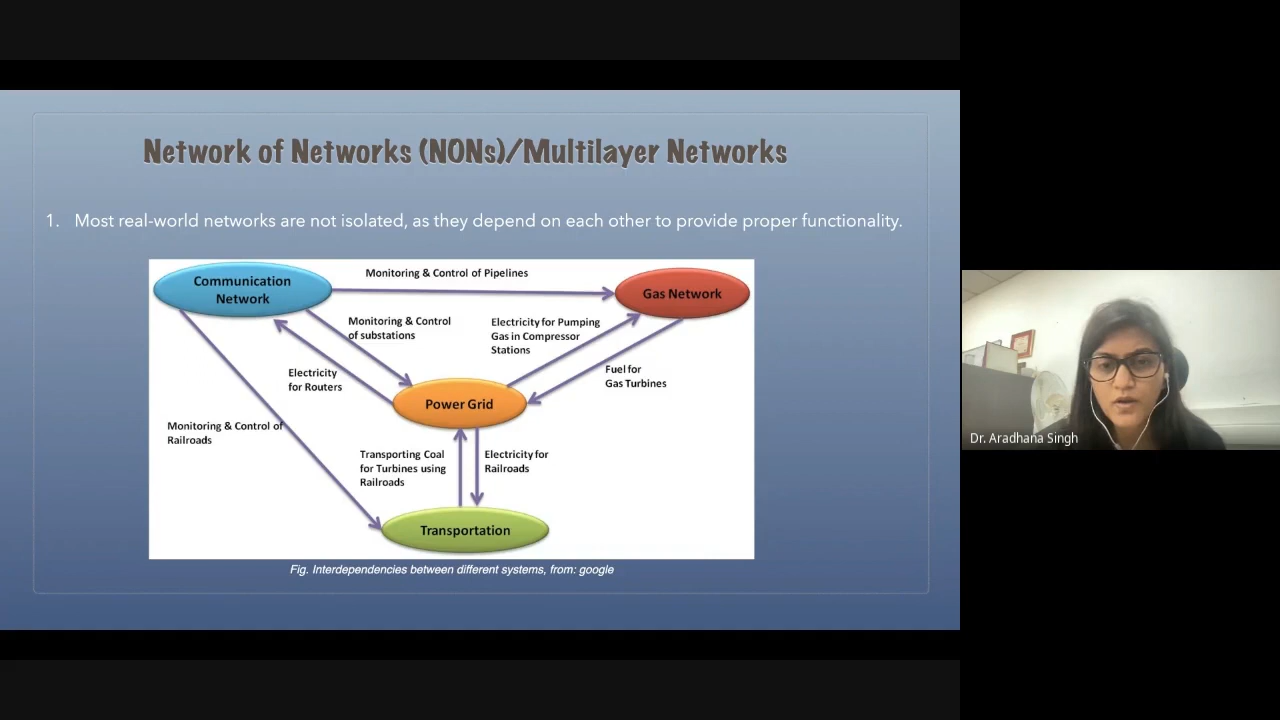 Network of Networks (NONs)/Multilayer Networks
1. Most real-world networks are not isolated, as they depend on each other to provide proper functionality.
Communication
Network
Monitoring & Control of Pipelines
Gas Network
Monitoring & Control
of substations
Electricity for Pumping
Gas in Compressor
Stations
Electricity
for Routers
Fuel for
Gas Turbines
Power Grid
Monitoring & Control of
Railroads
Transporting Coal
for Turbines using
Railroads
Electricity for
Railroads
Transportation
Fig. Interdependencies between different systems, from: google
Dr. Aradhana Singh